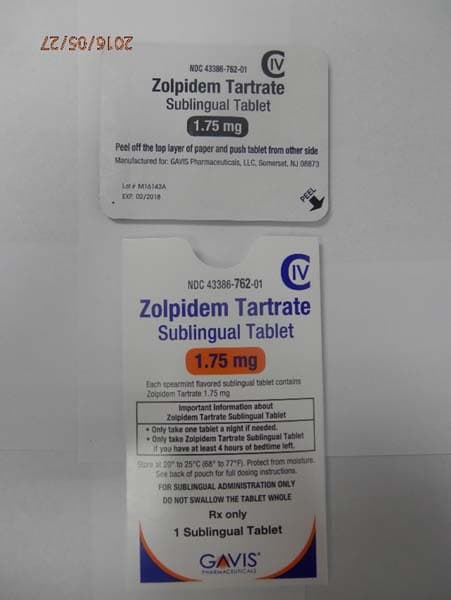 2016/05/27
NDC 43386-762-01
CIV
Zolpidem Tartrate
Sublingual Tablet
1.75 mg
Peel off the top layer of paper and push tablet from other side
Manufactured for: GAVIS Pharmaceuticals, LLC, Somerset, NJ 08873
Lot # M16143A
EXP. 02/2018
PEEL
CIV
NDC 43386-762-01
Zolpidem Tartrate
Sublingual Tablet
1.75 mg
Each spearmint flavored sublingual tablet contains
Zolpidem Tartrate 1.75 mg
Important Information about
Zolpidem Tartrate Sublingual Tablet
• Only take one tablet a night if needed.
• Only take Zolpidem Tartrate Sublingual Tablet
if you have at least 4 hours of bedtime left.
Store at 20° to 25°C (68° to 77°F). Protect from moisture.
See back of pouch for full dosing instructions.
FOR SUBLINGUAL ADMINISTRATION ONLY
DO NOT SWALLOW THE TABLET WHOLE
Rx only
1 Sublingual Tablet
GAVIS®
PHARMACEUTICALS